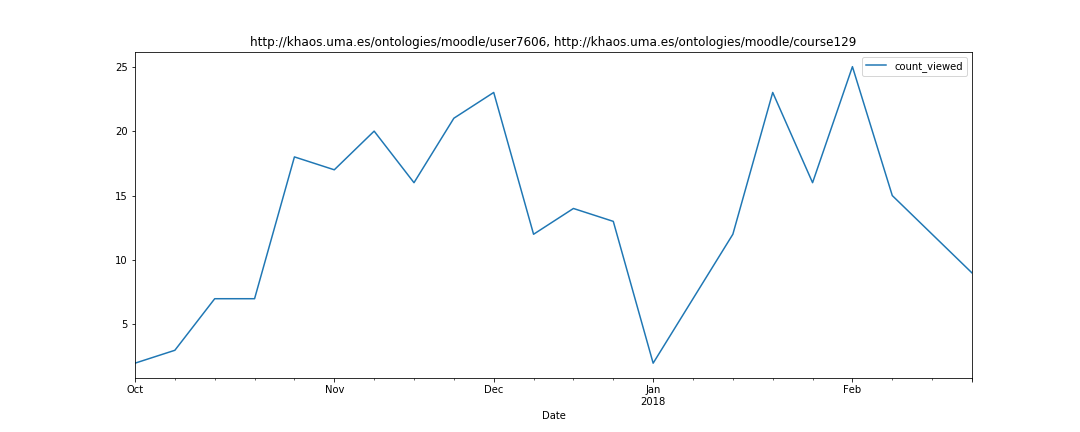 http://khaos.uma.es/ontologies/moodle/user7606, http://khaos.uma.es/ontologies/moodle/course129
count_viewed
25
20
15
10
5
Oct
Nov
Dec
Jan
2018
Feb
Date